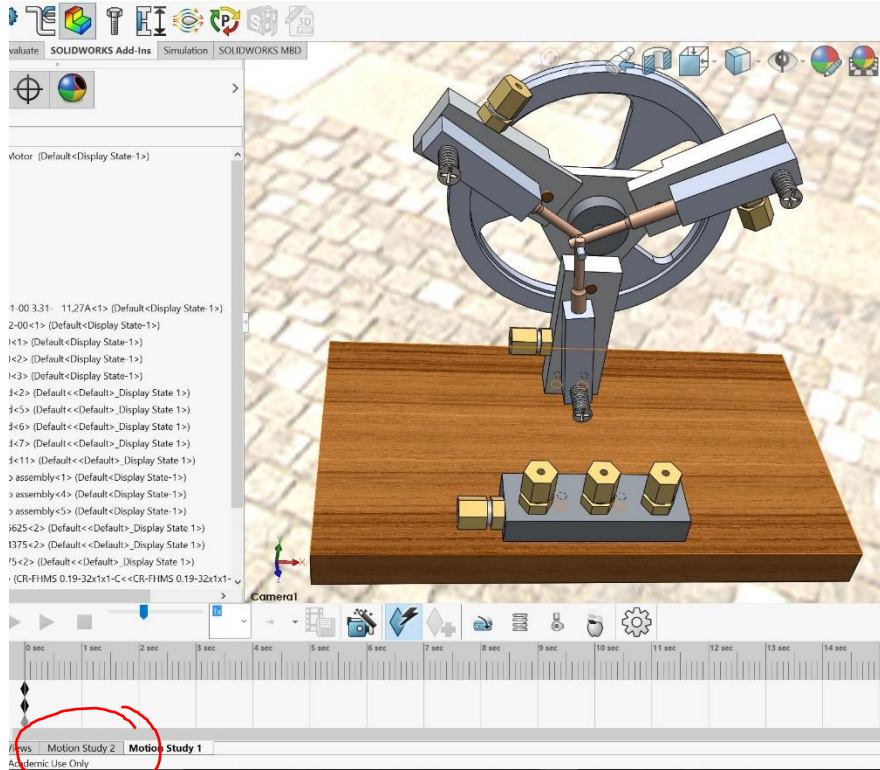 valuate SOLIDWORKS Add-Ins Simulation SOLIDWORKS MBD
Motor (Default<Display State-1>)
1-00 3.31- 11,27A<1> (Default<Display State-1>)
2-00<1> (Default<Display State-1>)
<1> (Default<Display State-1>)
<2> (Default<Display State-1>)
<3> (Default<Display State-1>)
d<2> (Default<<Default>_Display State 1>)
d<5> (Default<<Default>_Display State 1>)
d<6> (Default<<Default>_Display State 1>)
d<7> (Default<<Default>_Display State 1>)
d<11> (Default<<Default>_Display State 1>)
o assembly<1> (Default<Display State-1>)
o assembly<4> (Default<Display State-1>)
o assembly<5> (Default<Display State-1>)
5625<2> (Default<<Default>_Display State 1>)
4375<2> (Default<<Default>_Display State 1>)
75<2> (Default<<Default>_Display State 1>)
(CR-FHMS 0.19-32x1x1-C<<CR-FHMS 0.19-32x1x1-
Camera1
1x
0 sec 1 sec 2 sec 3 sec 4 sec 5 sec 6 sec 7 sec 8 sec 9 sec 10 sec 11 sec 12 sec 13 sec 14 sec
Views Motion Study 2 Motion Study 1
Academic Use Only